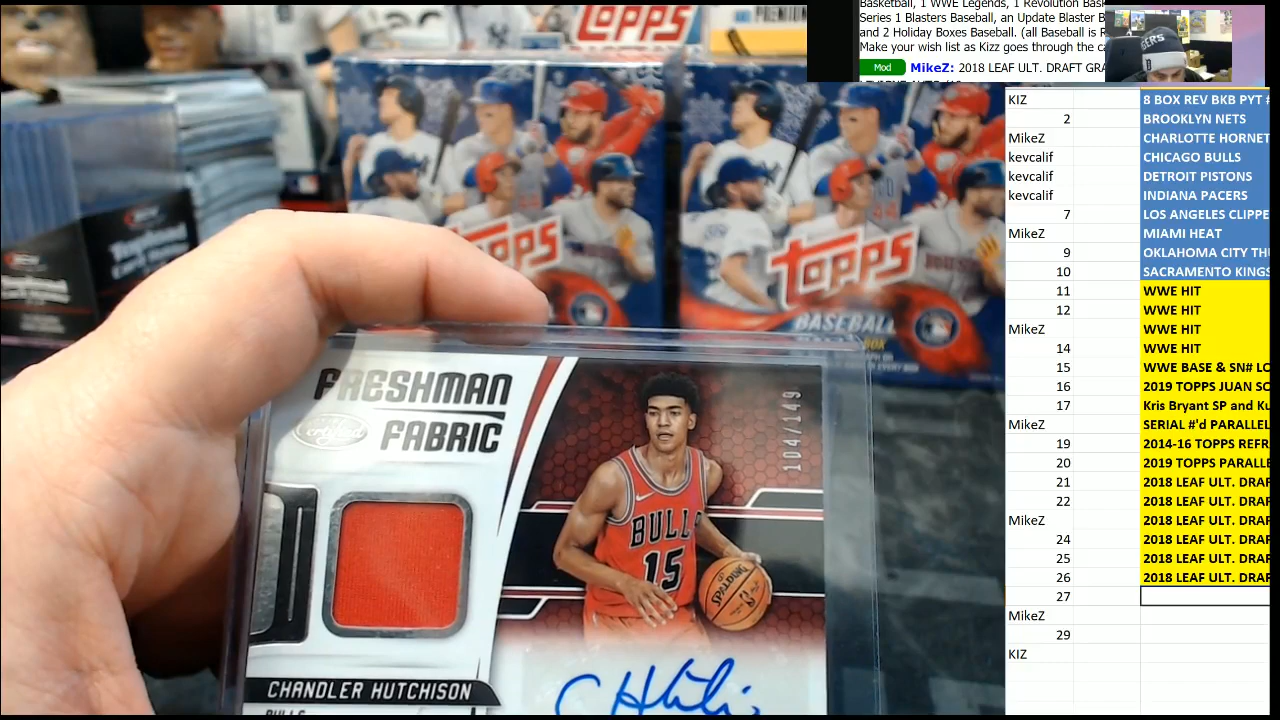 Basketball, 1 WWE Legends, 1 Revolution Bas
Series 1 Blasters Baseball, an Update Blaster B
and 2 Holiday Boxes Baseball. (all Baseball is R
Make your wish list as Kizz goes through the ca
Mod MikeZ: 2018 LEAF ULT. DRAFT GRA
KIZ 8 BOX REV BKB PYT #
2 BROOKLYN NETS
MikeZ CHARLOTTE HORNET
kevcalif CHICAGO BULLS
kevcalif DETROIT PISTONS
kevcalif INDIANA PACERS
7 LOS ANGELES CLIPPE
MikeZ MIAMI HEAT
9 OKLAHOMA CITY TH
10 SACRAMENTO KINGS
11 WWE HIT
12 WWE HIT
MikeZ WWE HIT
14 WWE HIT
15 WWE BASE & SN# LO
16 2019 TOPPS JUAN SO
17 Kris Bryant SP and Ku
MikeZ SERIAL #'d PARALLEL
19 2014-16 TOPPS REFR
20 2019 TOPPS PARALLE
21 2018 LEAF ULT. DRAF
22 2018 LEAF ULT. DRAF
MikeZ 2018 LEAF ULT. DRAF
24 2018 LEAF ULT. DRAF
25 2018 LEAF ULT. DRAF
26 2018 LEAF ULT. DRAF
27
MikeZ
29
KIZ
TOPPS
topps
topps
BASEBALL
BOX
FRESHMAN
FABRIC
certified
104/149
BULLS
15
SPALDING
CHANDLER HUTCHISON
BULLS